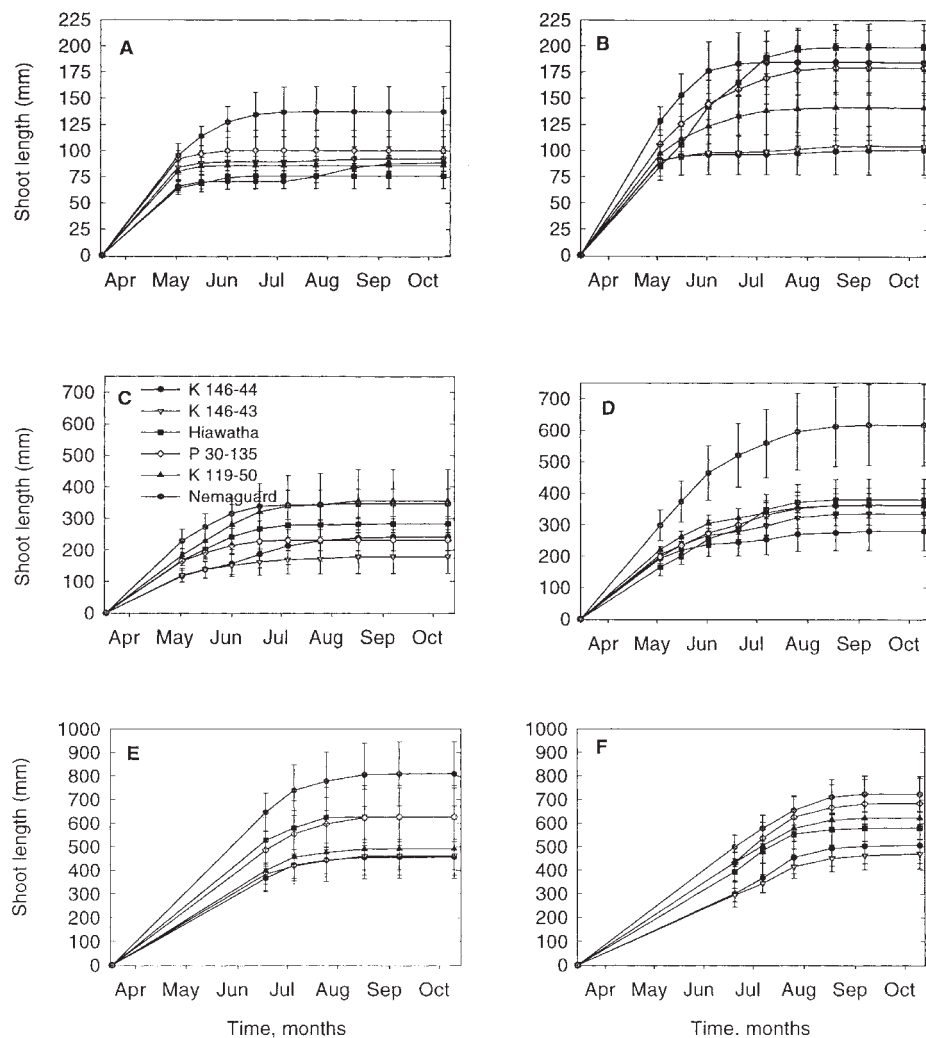 A
B
Shoot length (mm)
225
200
175
150
125
100
75
50
25
0
Apr May Jun Jul Aug Sep Oct
225
200
175
150
125
100
75
50
25
0
Apr May Jun Jul Aug Sep Oct
C
K 146-44
K 146-43
Hiawatha
P 30-135
K 119-50
Nemaguard
Shoot length (mm)
700
600
500
400
300
200
100
0
Apr May Jun Jul Aug Sep Oct
D
700
600
500
400
300
200
100
0
Apr May Jun Jul Aug Sep Oct
E
Shoot length (mm)
1000
900
800
700
600
500
400
300
200
100
0
Apr May Jun Jul Aug Sep Oct
Time, months
F
1000
900
800
700
600
500
400
300
200
100
0
Apr May Jun Jul Aug Sep Oct
Time. months